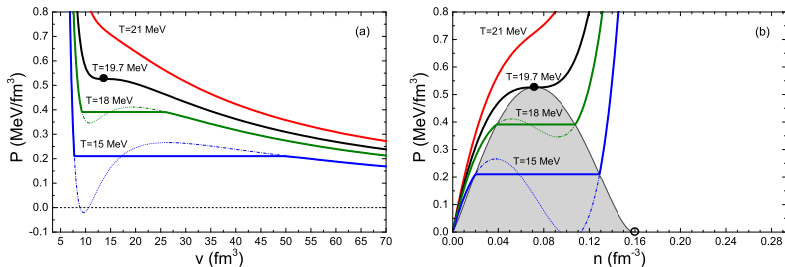 (a)
T=21 MeV
T=19.7 MeV
T=18 MeV
T=15 MeV
P (MeV/fm³)
0.8
0.7
0.6
0.5
0.4
0.3
0.2
0.1
0.0
-0.1
5 10 15 20 25 30 35 40 45 50 55 60 65 70
v (fm³)
(b)
T=21 MeV
T=19.7 MeV
T=18 MeV
T=15 MeV
P (MeV/fm³)
0.8
0.7
0.6
0.5
0.4
0.3
0.2
0.1
0.0
0.00 0.04 0.08 0.12 0.16 0.20 0.24 0.28
n (fm⁻³)